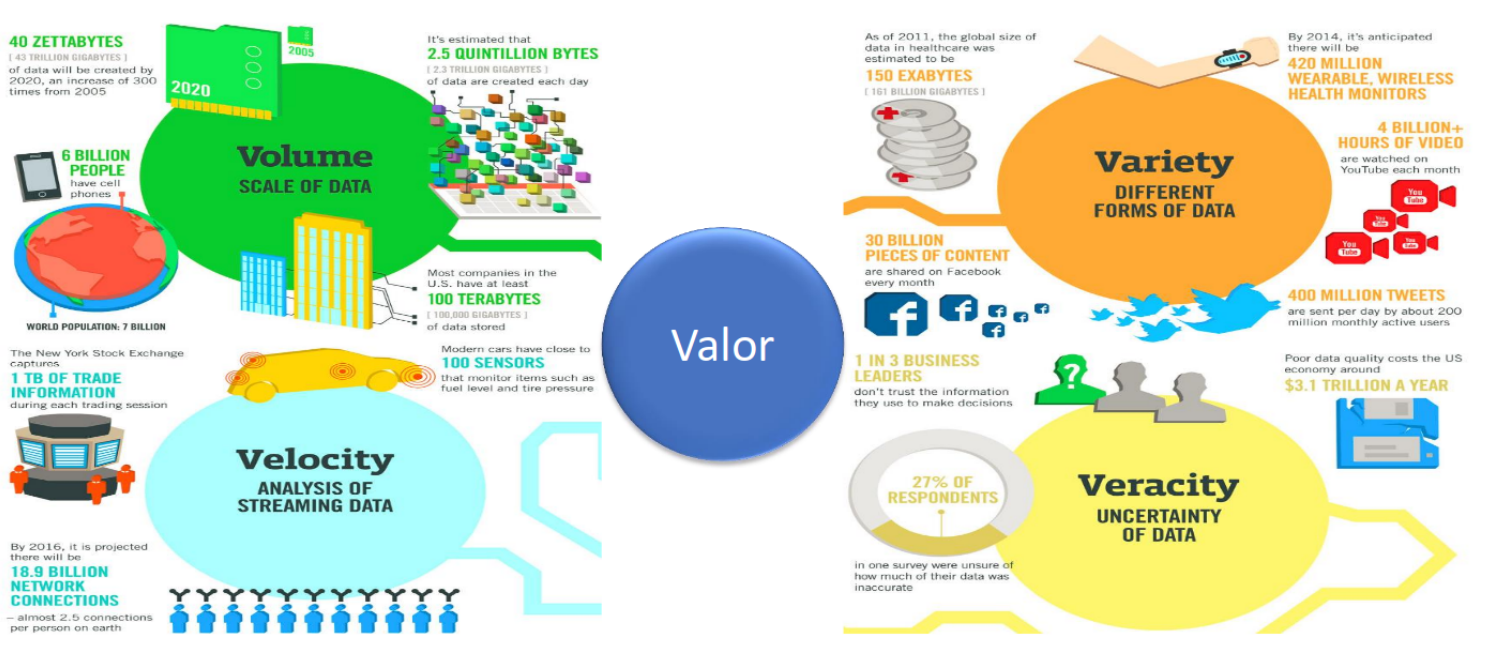 40 ZETTABYTES
[ 43 TRILLION GIGABYTES ]
of data will be created by
2020, an increase of 300
times from 2005
2020
2005
It's estimated that
2.5 QUINTILLION BYTES
[ 2.3 TRILLION GIGABYTES ]
of data are created each day
6 BILLION
PEOPLE
have cell
phones
Volume
SCALE OF DATA
WORLD POPULATION: 7 BILLION
Most companies in the
U.S. have at least
100 TERABYTES
[ 100,000 GIGABYTES ]
of data stored
The New York Stock Exchange
captures
1 TB OF TRADE
INFORMATION
during each trading session
Modern cars have close to
100 SENSORS
that monitor items such as
fuel level and tire pressure
Velocity
ANALYSIS OF
STREAMING DATA
By 2016, it is projected
there will be
18.9 BILLION
NETWORK
CONNECTIONS
– almost 2.5 connections
per person on earth
Valor
As of 2011, the global size of
data in healthcare was
estimated to be
150 EXABYTES
[ 161 BILLION GIGABYTES ]
By 2014, it's anticipated
there will be
420 MILLION
WEARABLE, WIRELESS
HEALTH MONITORS
Variety
DIFFERENT
FORMS OF DATA
4 BILLION+
HOURS OF VIDEO
are watched on
YouTube each month
You
Tube
You
Tube
You
Tube
You
Tube
30 BILLION
PIECES OF CONTENT
are shared on Facebook
every month
f
f
f
f
f
f
400 MILLION TWEETS
are sent per day by about 200
million monthly active users
1 IN 3 BUSINESS
LEADERS
don't trust the information
they use to make decisions
?
Poor data quality costs the US
economy around
$3.1 TRILLION A YEAR
27% OF
RESPONDENTS
in one survey were unsure of
how much of their data was
inaccurate
Veracity
UNCERTAINTY
OF DATA